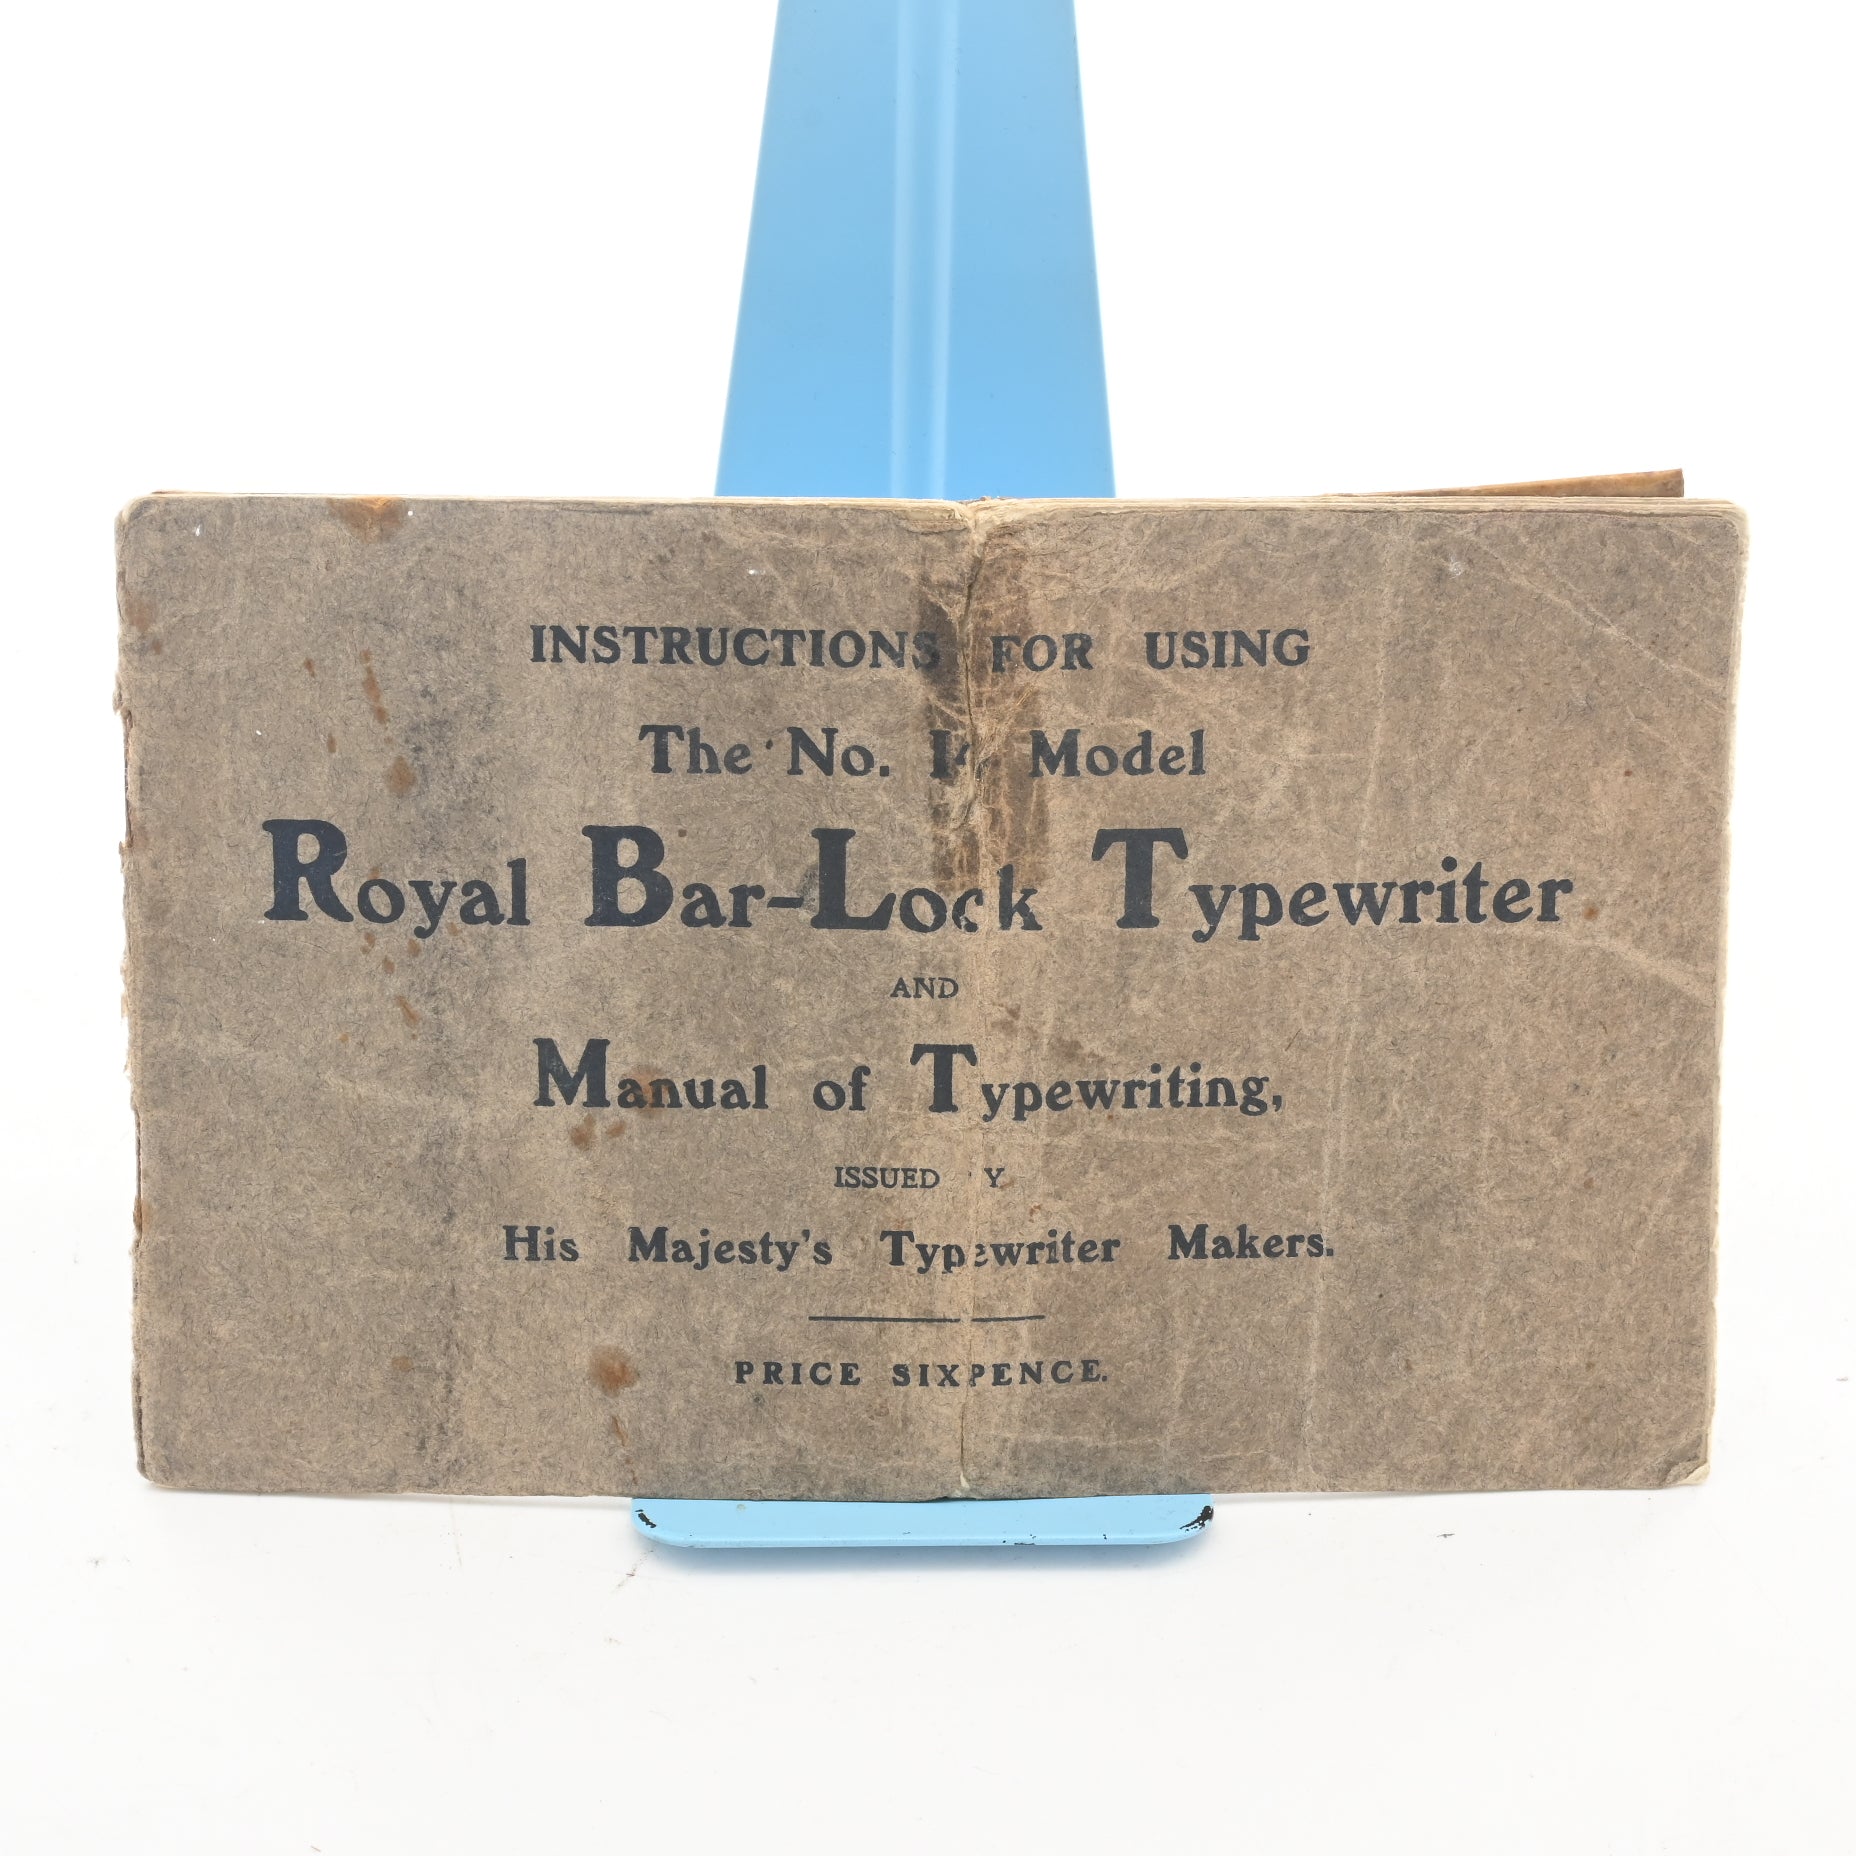 INSTRUCTIONS FOR USING
The No. Model
Royal Bar-Lock Typewriter
AND
Manual of Typewriting,
ISSUED Y
His Majesty's Typewriter Makers.
PRICE SIXPENCE.